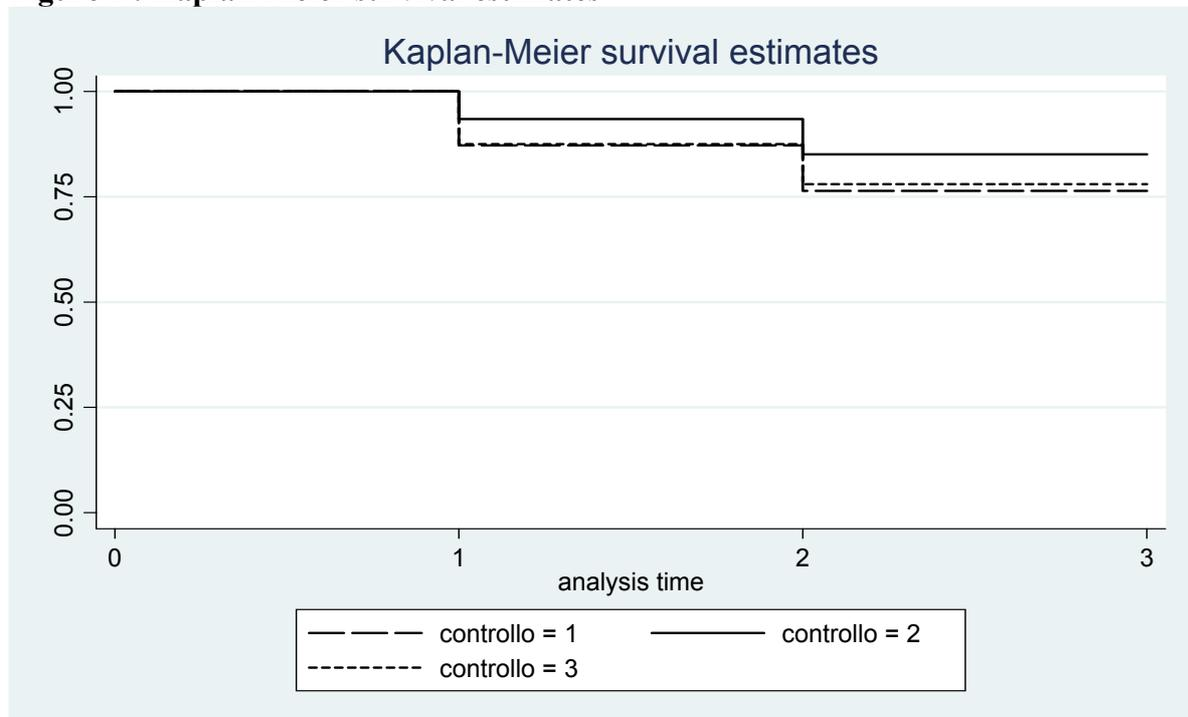 Kaplan-Meier survival estimates
1.00
0.75
0.50
0.25
0.00
0 1 2 3
analysis time
controllo = 1 controllo = 2
controllo = 3